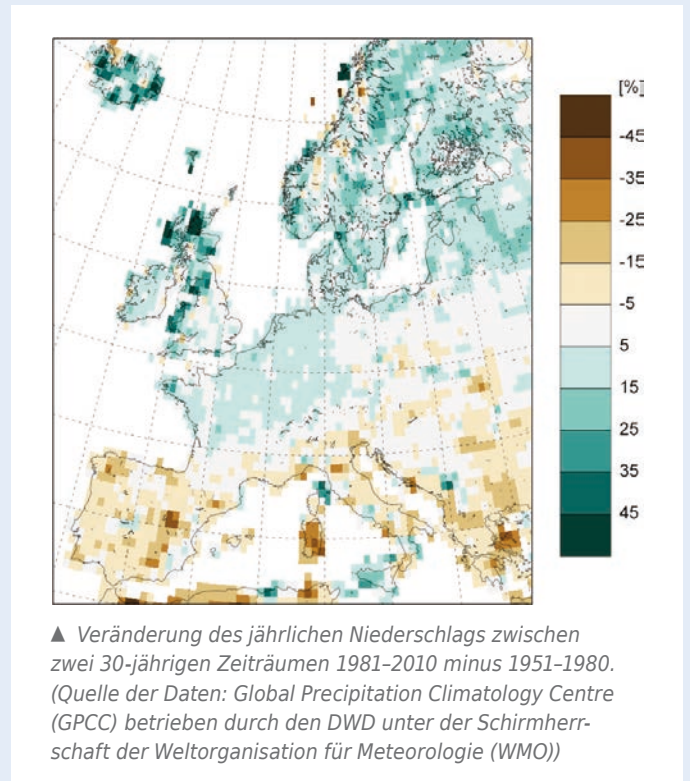 [%]
-45
-35
-25
-15
-5
5
15
25
35
45
▲ Veränderung des jährlichen Niederschlags zwischen
zwei 30-jährigen Zeiträumen 1981–2010 minus 1951–1980.
(Quelle der Daten: Global Precipitation Climatology Centre
(GPCC) betrieben durch den DWD unter der Schirmherr-
schaft der Weltorganisation für Meteorologie (WMO))